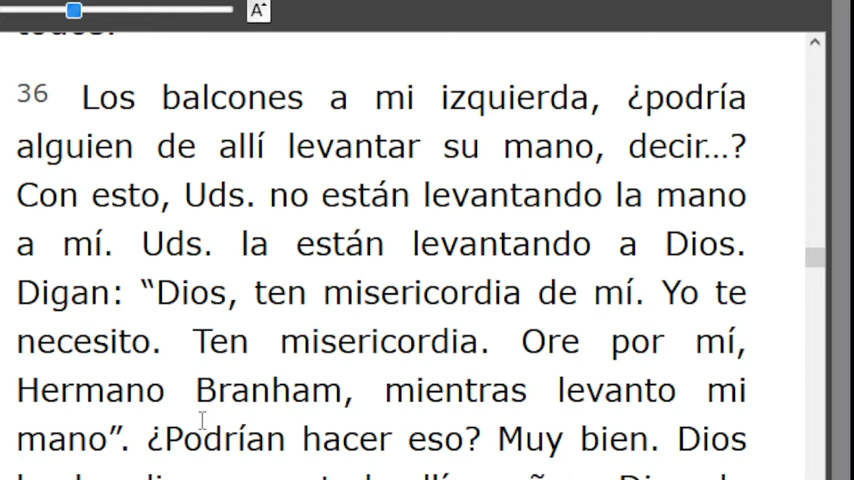 A
36 Los balcones a mi izquierda, ¿podría
alguien de allí levantar su mano, decir…?
Con esto, Uds. no están levantando la mano
a mí. Uds. la están levantando a Dios.
Digan: “Dios, ten misericordia de mí. Yo te
necesito. Ten misericordia. Ore por mí,
Hermano Branham, mientras levanto mi
mano”. ¿Podrían hacer eso? Muy bien. Dios